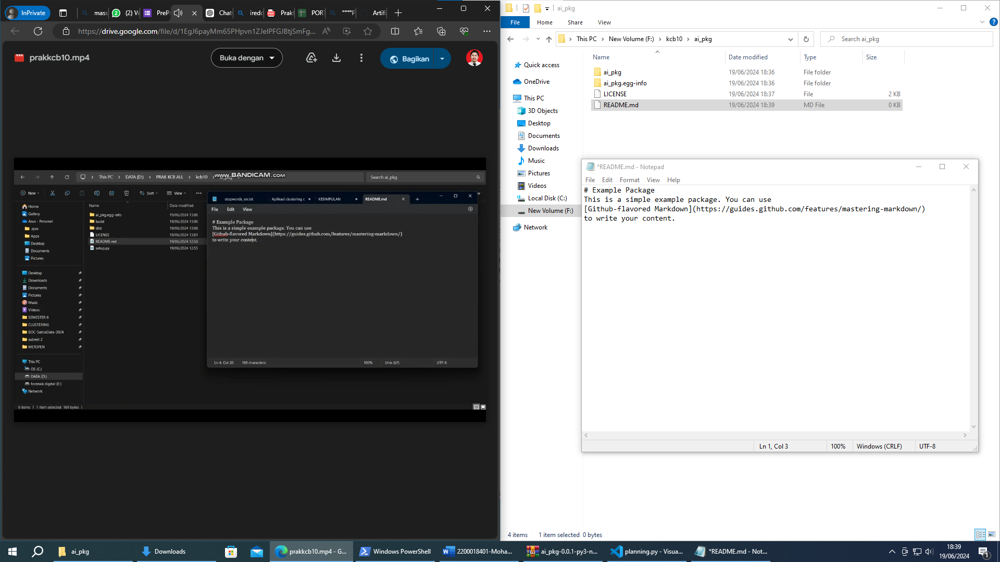 InPrivate
mass
(2) W
PreP
Chat
iredo
Prak
POR
""""P
Artifi
https://drive.google.com/file/d/1EgJ6payMm65PHpvn1ZJelPFGJBtjSmFg...
prakkcb10.mp4
Buka dengan
Bagikan
www.BANDICAM.com
This PC
DATA (D:)
PRAK KCB ALL
kcb10
Search ai_pkg
New
Sort
View
Home
Gallery
Asus - Personal
.spss
Apps
Desktop
Documents
Pictures
Desktop
Downloads
Documents
Pictures
Music
Videos
SEMESTER 6
CLUSTERING
BDC-SatriaData-2024
submit 2
METOPEN
This PC
OS (C:)
DATA (D:)
forensik digital (E:)
Network
Name
Date modified
ai_pkg.egg-info 19/06/2024 13:06
build 19/06/2024 13:06
dist 19/06/2024 13:06
LICENSE 19/06/2024 13:01
README.md 19/06/2024 12:58
setup.py 19/06/2024 12:55
6 items 1 item selected 169 bytes
stopwords_en.txt
Aplikasi clustering c
KESIMPULAN
README.md
File Edit View
# Example Package
This is a simple example package. You can use
[Github-flavored Markdown](https://guides.github.com/features/mastering-markdown/)
to write your content.
Ln 4, Col 20
169 characters
100%
Unix (LF)
UTF-8
ai_pkg
File Home Share View
This PC
New Volume (F:)
kcb10
ai_pkg
Search ai_pkg
Quick access
OneDrive
This PC
3D Objects
Desktop
Documents
Downloads
Music
Pictures
Videos
Local Disk (C:)
New Volume (F:)
Network
Name Date modified Type Size
ai_pkg 19/06/2024 18:36 File folder
ai_pkg.egg-info 19/06/2024 18:36 File folder
LICENSE 19/06/2024 18:37 File 2 KB
README.md 19/06/2024 18:39 MD File 0 KB
*README.md - Notepad
File Edit Format View Help
# Example Package
This is a simple example package. You can use
[Github-flavored Markdown](https://guides.github.com/features/mastering-markdown/)
to write your content.
Ln 1, Col 3
100%
Windows (CRLF)
UTF-8
4 items 1 item selected 0 bytes
ai_pkg
Downloads
prakkcb10.mp4 - G...
Windows PowerShell
2200018401-Moha...
ai_pkg-0.0.1-py3-n...
planning.py - Visua...
*README.md - Not...
18:39
19/06/2024
1